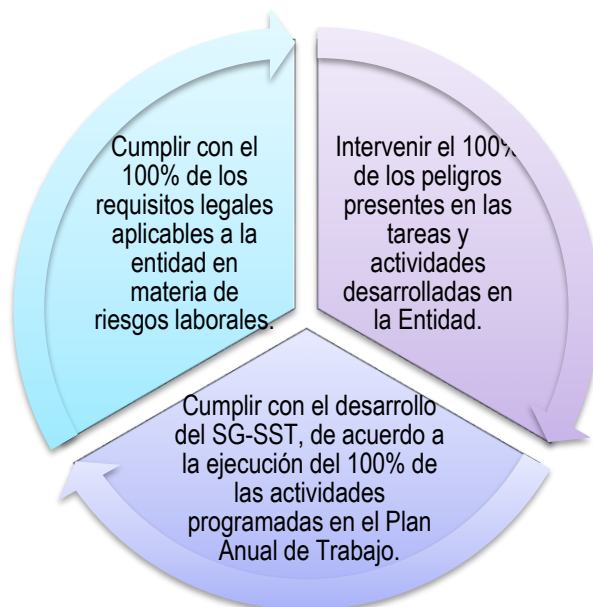 Cumplir con el
100% de los
requisitos legales
aplicables a la
entidad en
materia de
riesgos laborales.
Intervenir el 100%
de los peligros
presentes en las
tareas y
actividades
desarrolladas en
la Entidad.
Cumplir con el desarrollo
del SG-SST, de acuerdo a
la ejecución del 100% de
las actividades
programadas en el Plan
Anual de Trabajo.